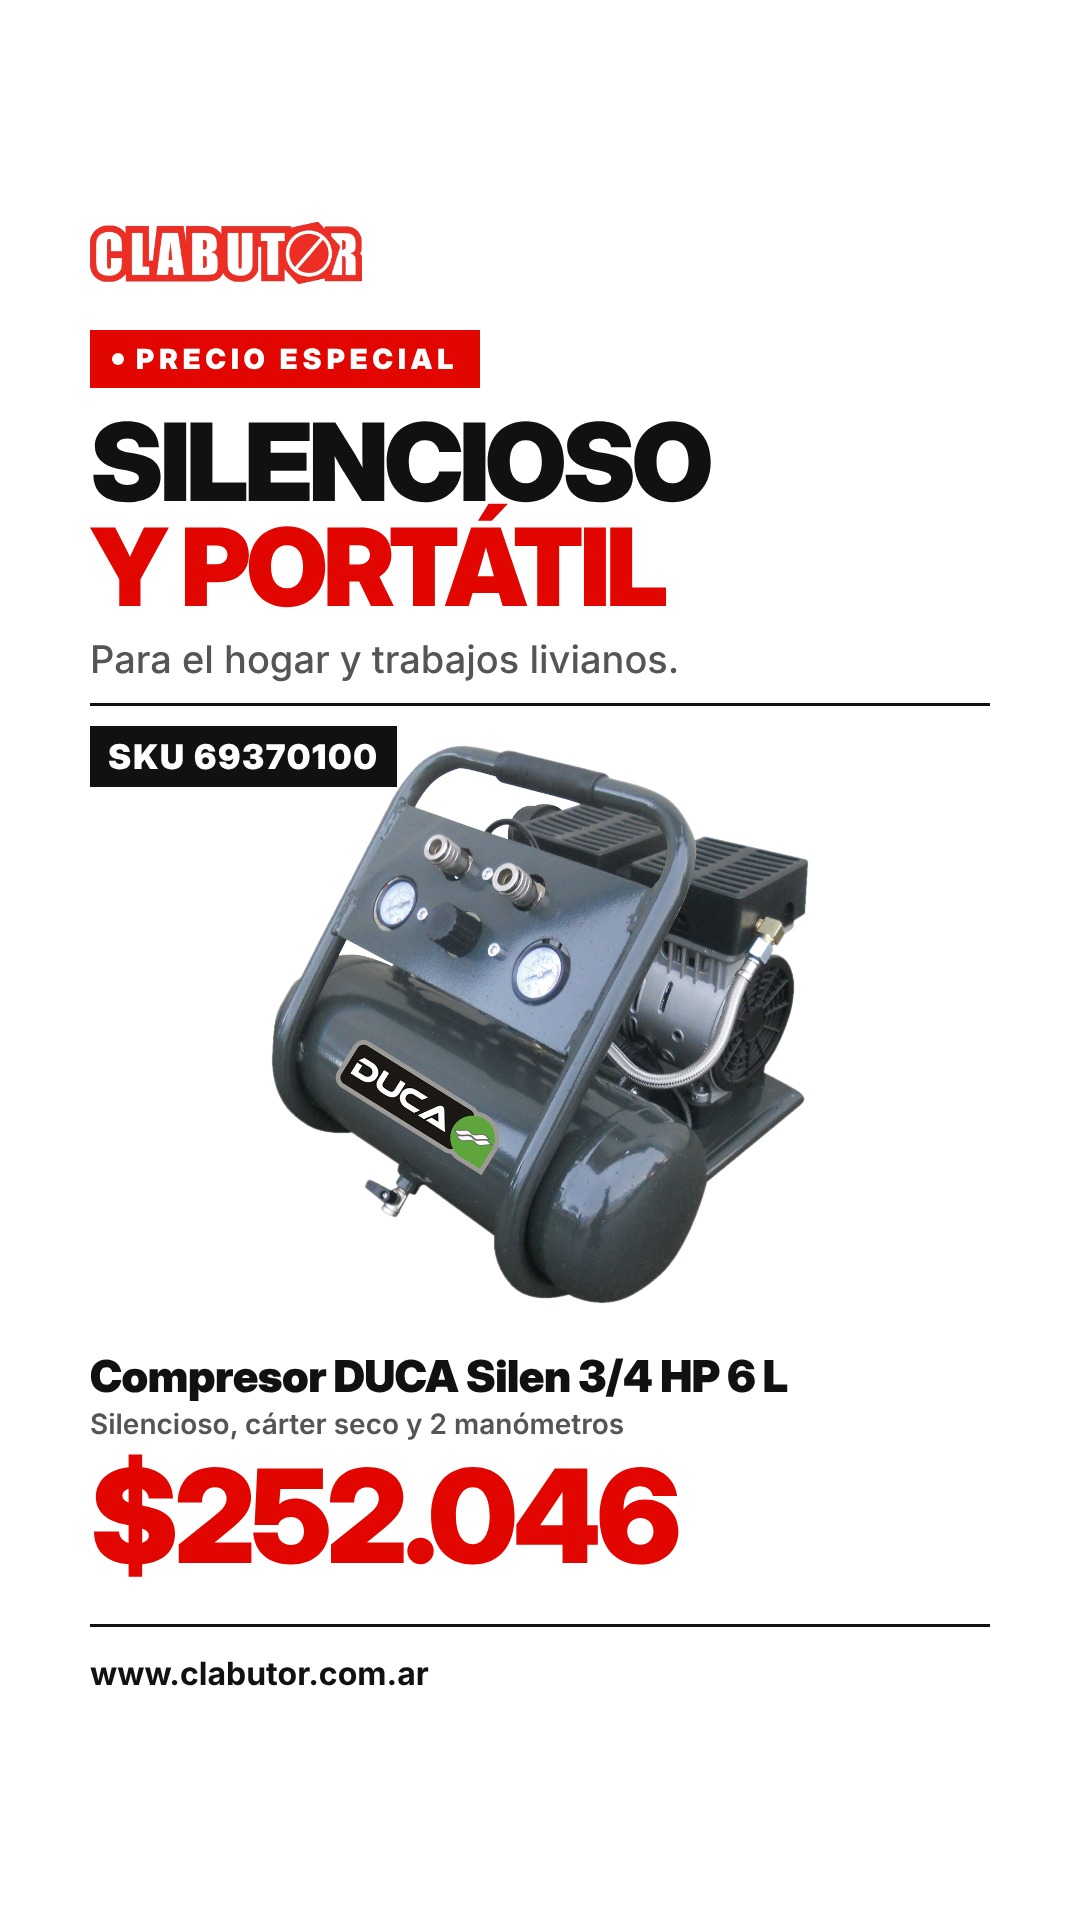 CLABUTOR
• PRECIO ESPECIAL
SILENCIOSO
Y PORTÁTIL
Para el hogar y trabajos livianos.
SKU 69370100
DUCA
Compresor DUCA Silen 3/4 HP 6 L
Silencioso, cárter seco y 2 manómetros
$252.046
www.clabutor.com.ar